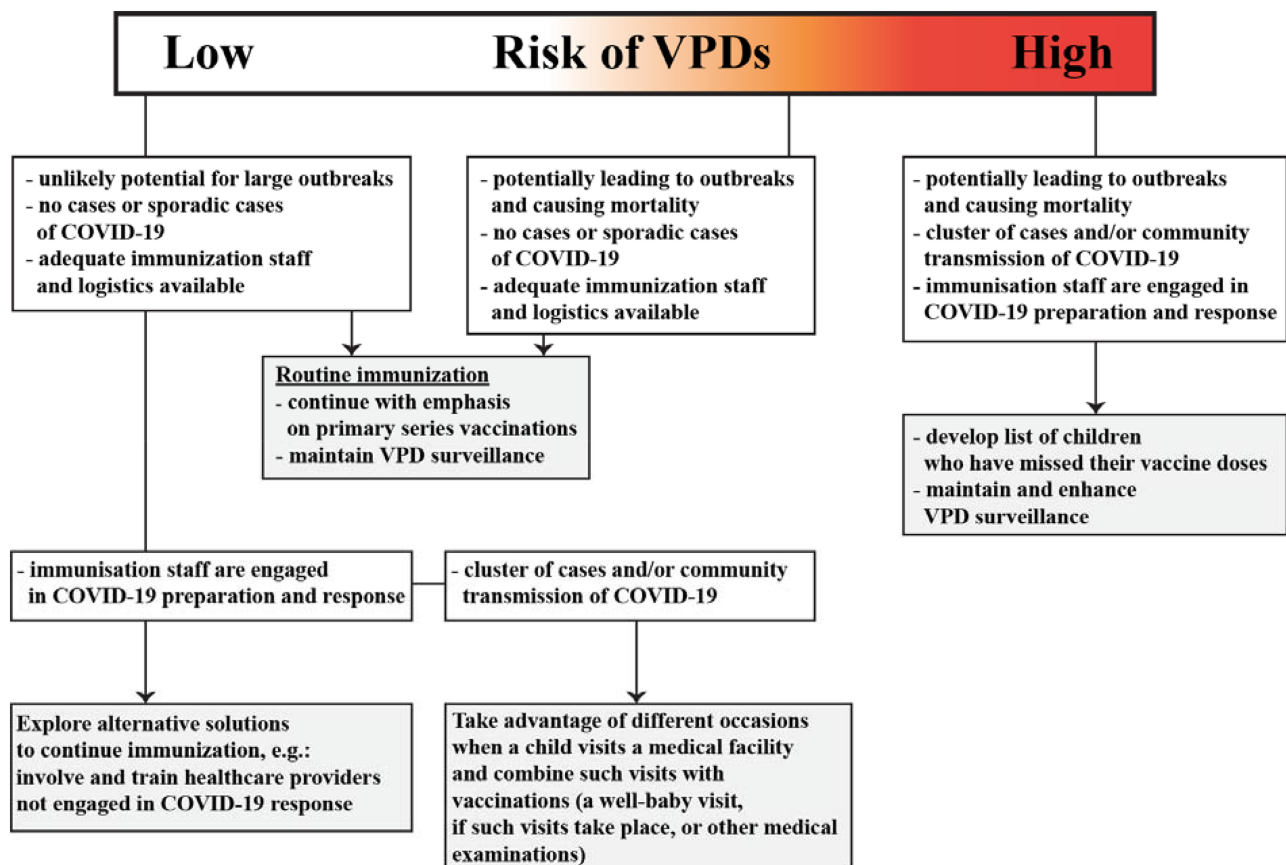 Low Risk of VPDs High
- unlikely potential for large outbreaks
- no cases or sporadic cases
of COVID-19
- adequate immunization staff
and logistics available
- potentially leading to outbreaks
and causing mortality
- no cases or sporadic cases
of COVID-19
- adequate immunization staff
and logistics available
- potentially leading to outbreaks
and causing mortality
- cluster of cases and/or community
transmission of COVID-19
- immunisation staff are engaged in
COVID-19 preparation and response
Routine immunization
- continue with emphasis
on primary series vaccinations
- maintain VPD surveillance
- develop list of children
who have missed their vaccine doses
- maintain and enhance
VPD surveillance
- immunisation staff are engaged
in COVID-19 preparation and response
- cluster of cases and/or community
transmission of COVID-19
Explore alternative solutions
to continue immunization, e.g.:
involve and train healthcare providers
not engaged in COVID-19 response
Take advantage of different occasions
when a child visits a medical facility
and combine such visits with
vaccinations (a well-baby visit,
if such visits take place, or other medical
examinations)